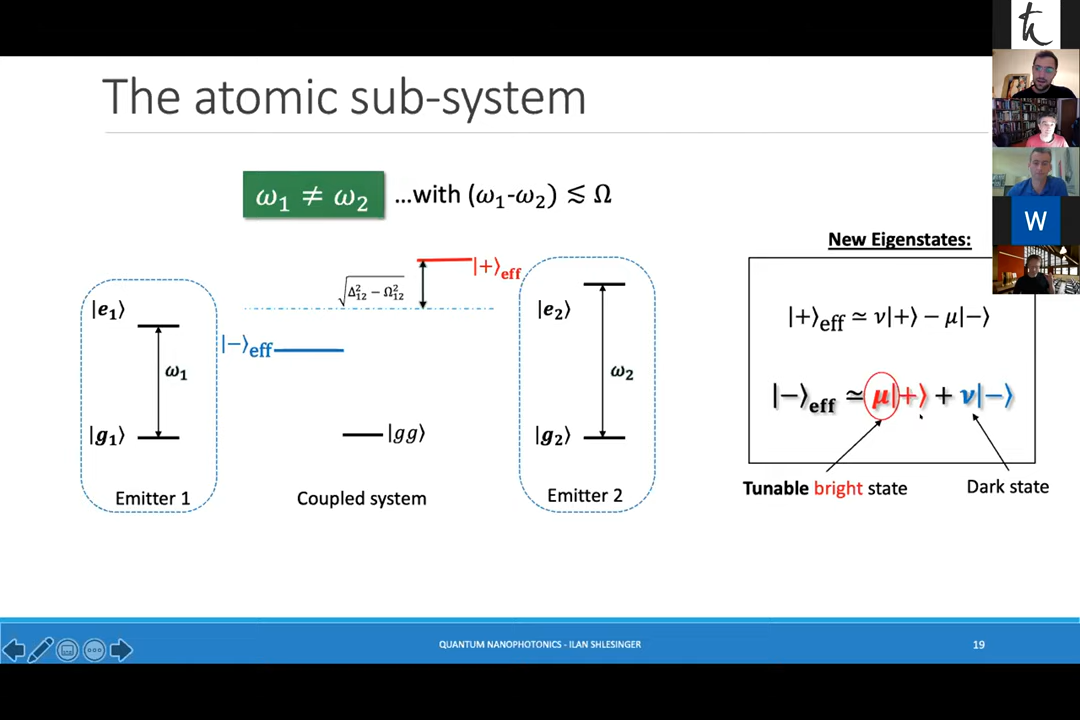 The atomic sub-system
ω₁ ≠ ω₂ ...with (ω₁-ω₂) ≲ Ω
W
New Eigenstates:
|+⟩eff
√Δ²₁₂ − Ω²₁₂
|e₁⟩
|e₂⟩
|−⟩eff
ω₁
ω₂
|g₁⟩
|gg⟩
|g₂⟩
Emitter 1
Coupled system
Emitter 2
|+⟩eff ≃ ν|+⟩ − μ|−⟩
|−⟩eff ≃ μ|+⟩ + ν|−⟩
Tunable bright state
Dark state
QUANTUM NANOPHOTONICS - ILAN SHLESINGER
19